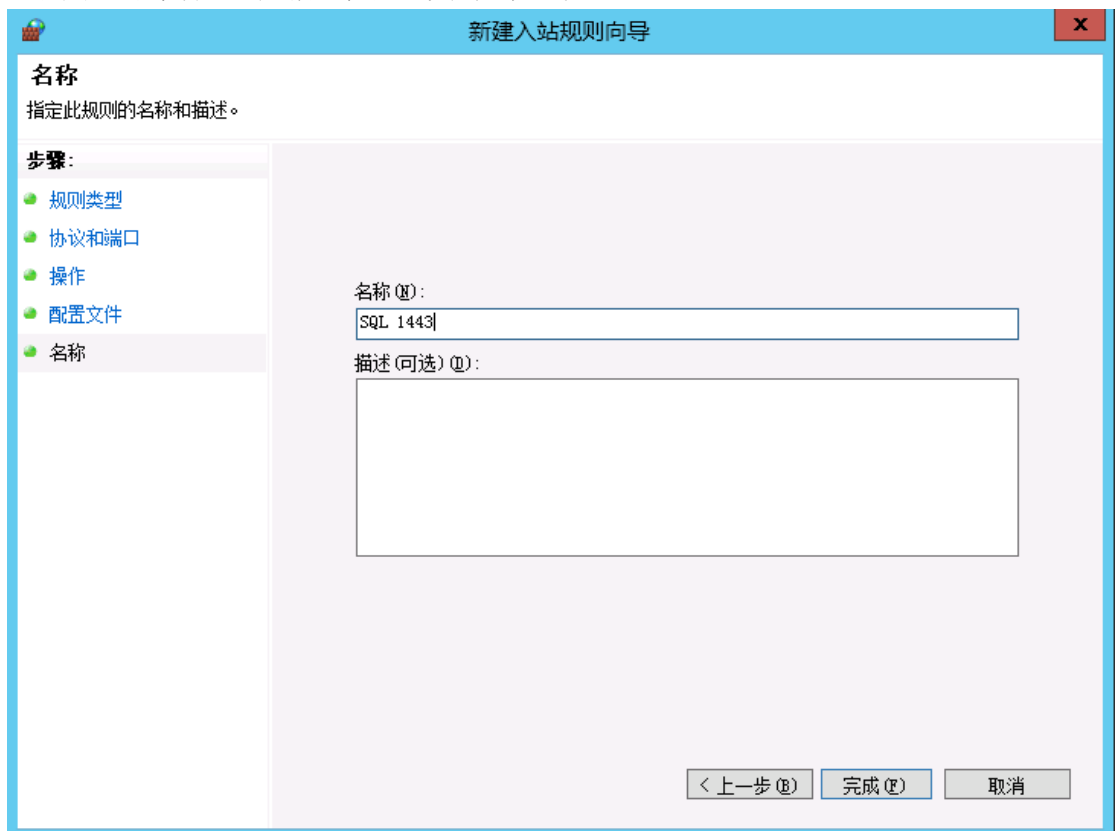 新建入站规则向导
x
名称
指定此规则的名称和描述。
步骤:
规则类型
协议和端口
操作
配置文件
名称
名称(N):
SQL 1443
描述(可选)(D):
< 上一步(B)
完成(F)
取消